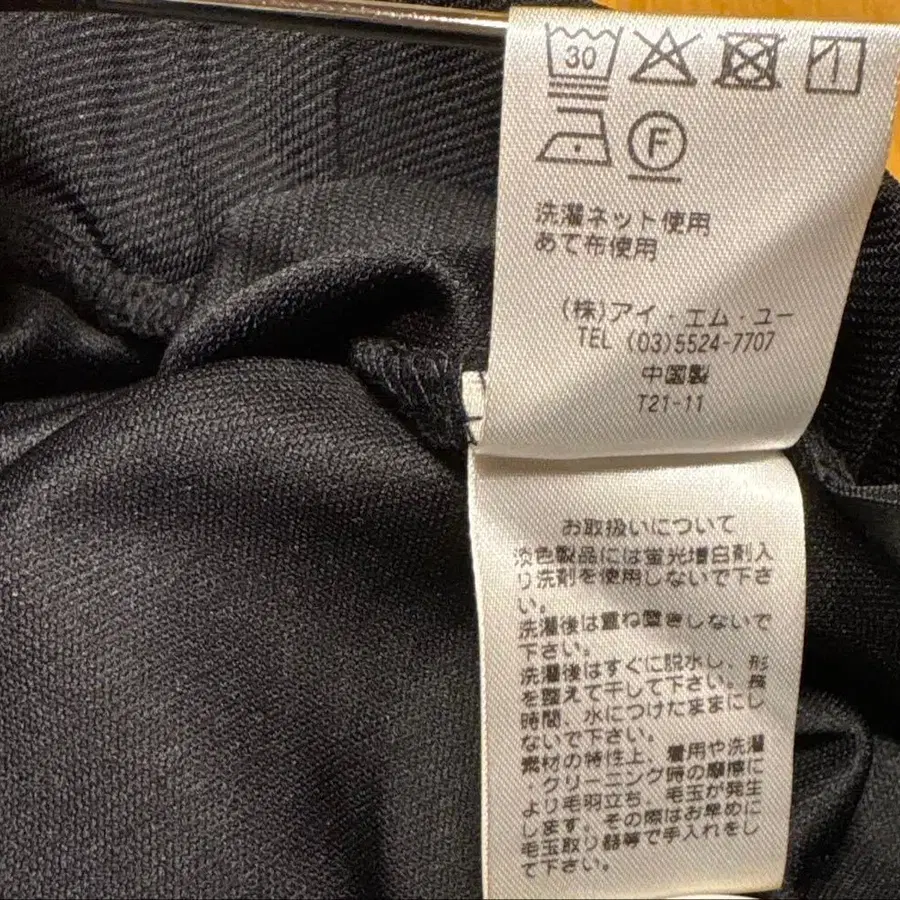 30
F
洗濯ネット使用
あて布使用
(株)アイ・エム・ユー
TEL (03)5524-7707
中国製
T21-11
お取扱いについて
淡色製品には蛍光増白剤入
り洗剤を使用しないで下さ
い。
洗濯後は重ね置きしないで
下さい。
洗濯後はすぐに脱水し、形
を整えて干して下さい。長
時間、水につけたままにし
ないで下さい。
素材の特性上、着用や洗濯
・クリーニング時の摩擦に
より毛羽立ち、毛玉が発生
します。その際はお早めに
毛玉取り器等で手入れをし
て下さい。